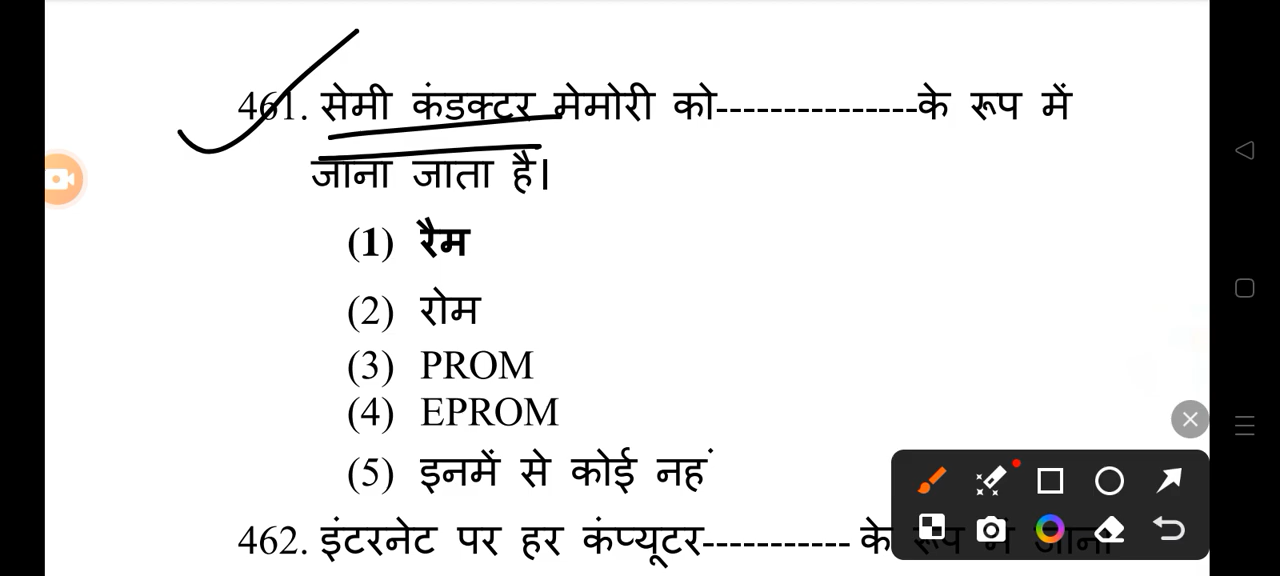 461. सेमी कंडक्टर मेमोरी को---------------के रूप में
जाना जाता है।
(1) रैम
(2) रोम
(3) PROM
(4) EPROM
(5) इनमें से कोई नहं
462. इंटरनेट पर हर कंप्यूटर----------- के